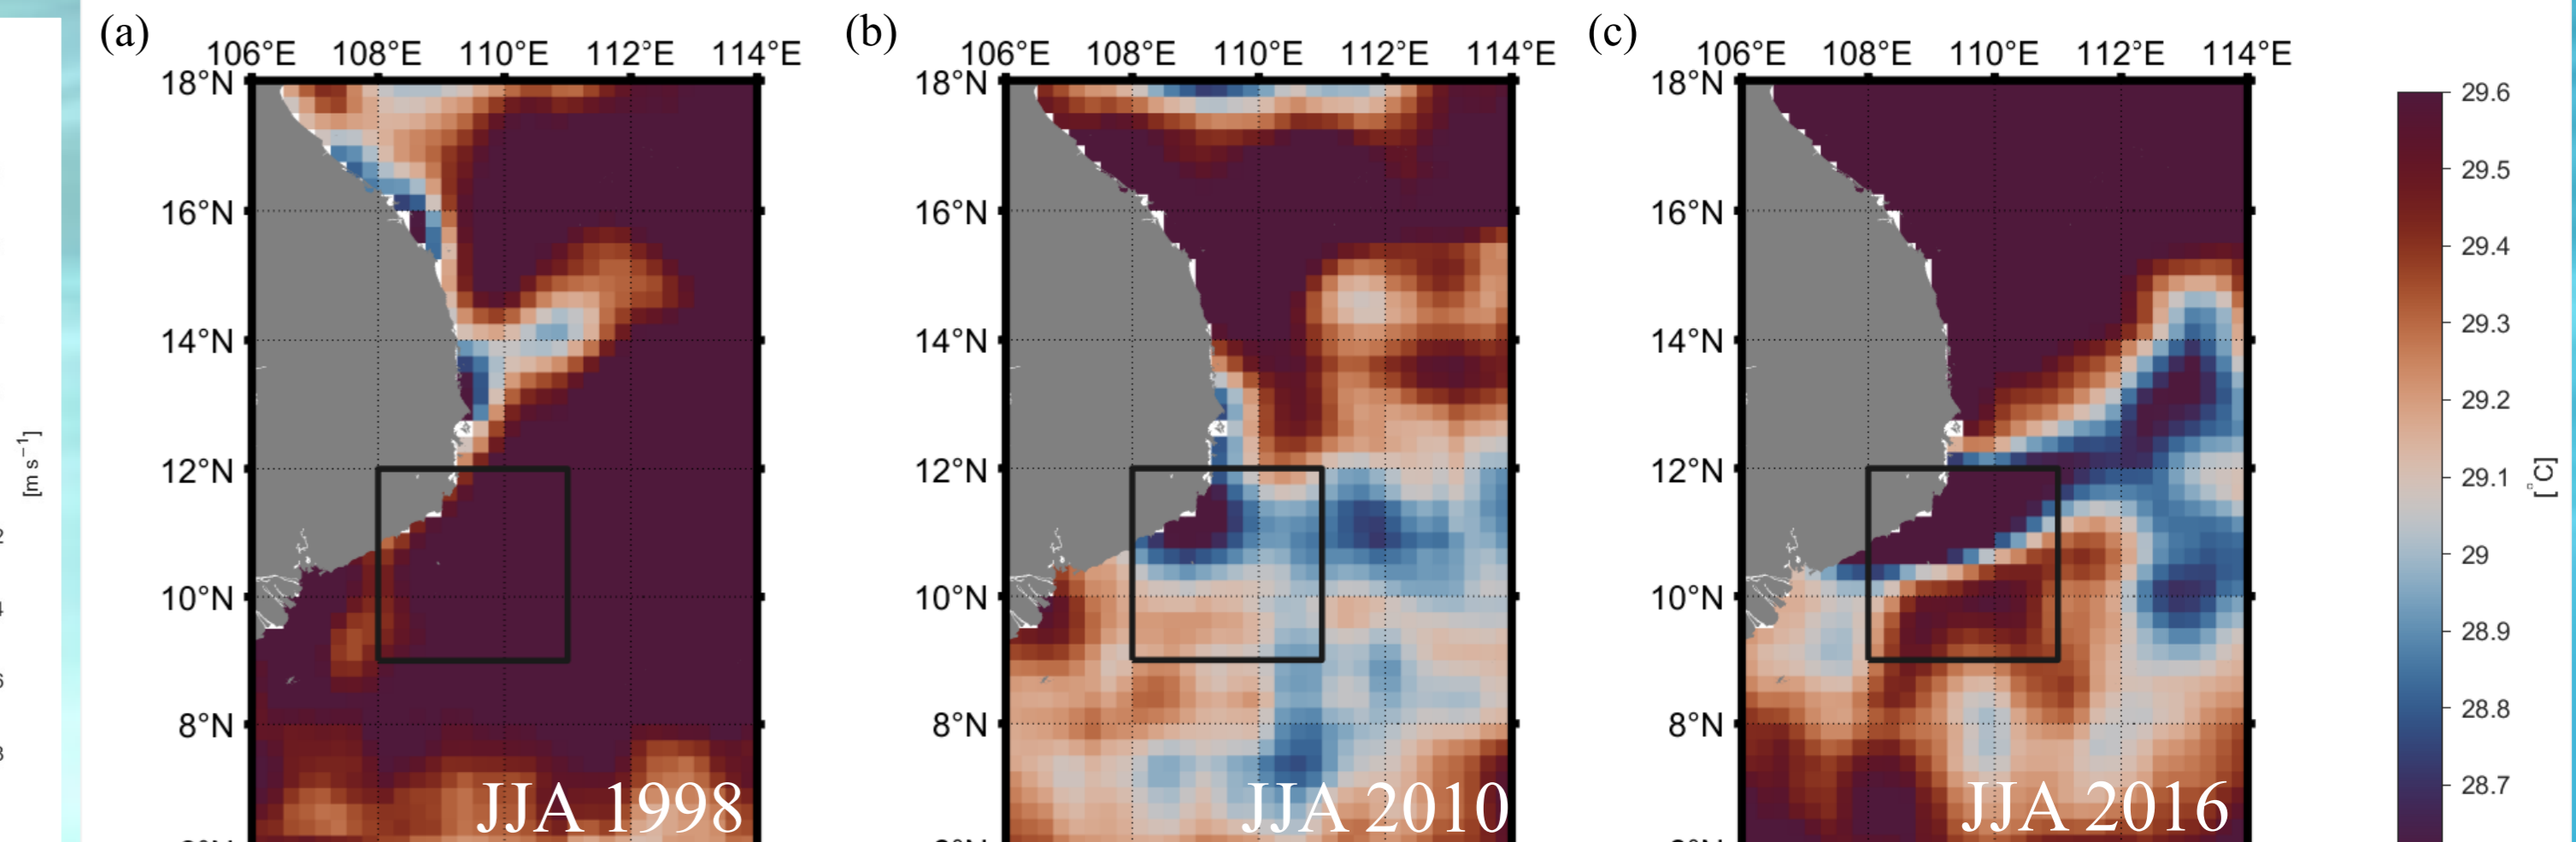 (a)
106°E 108°E 110°E 112°E 114°E
18°N
16°N
14°N
12°N
10°N
8°N
JJA 1998
(b)
106°E 108°E 110°E 112°E 114°E
18°N
16°N
14°N
12°N
10°N
8°N
JJA 2010
(c)
106°E 108°E 110°E 112°E 114°E
18°N
16°N
14°N
12°N
10°N
8°N
JJA 2016
29.6
29.5
29.4
29.3
29.2
29.1
29
28.9
28.8
28.7
[°C]
[m s⁻¹]